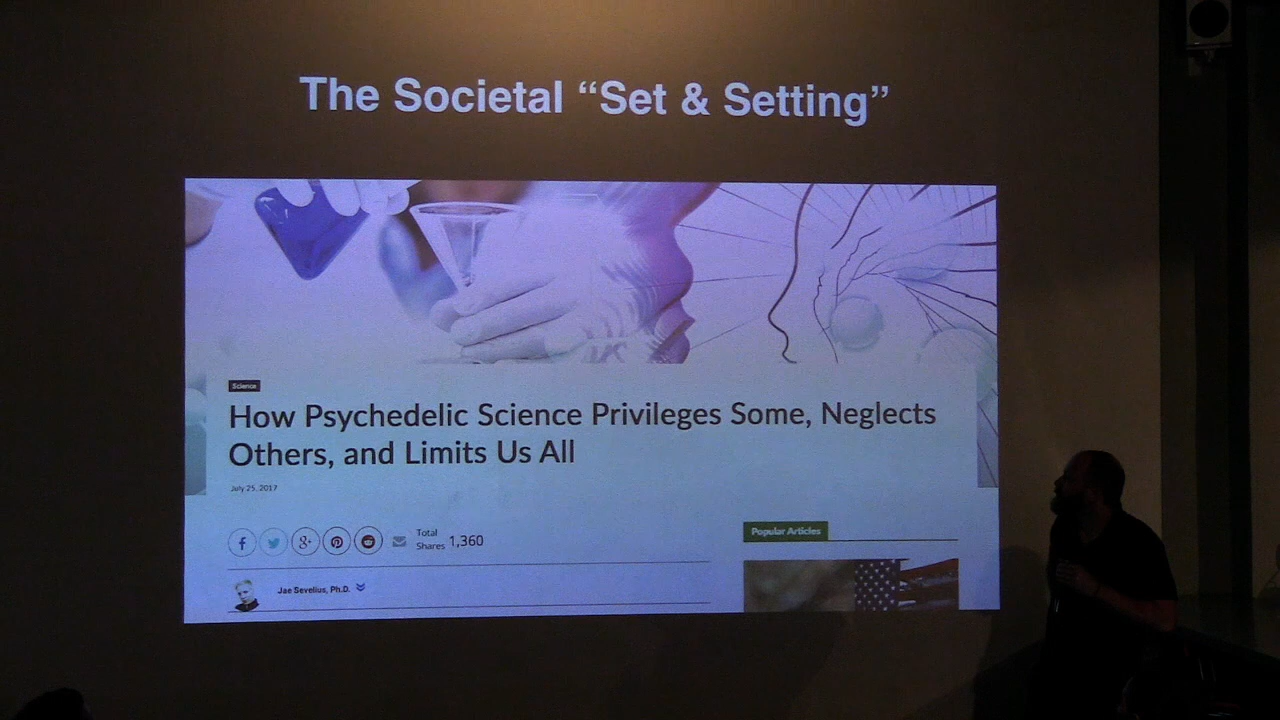 The Societal “Set & Setting”
Science
How Psychedelic Science Privileges Some, Neglects
Others, and Limits Us All
July 25, 2017
Total
Shares 1,360
Popular Articles
Jae Sevelius, Ph.D.